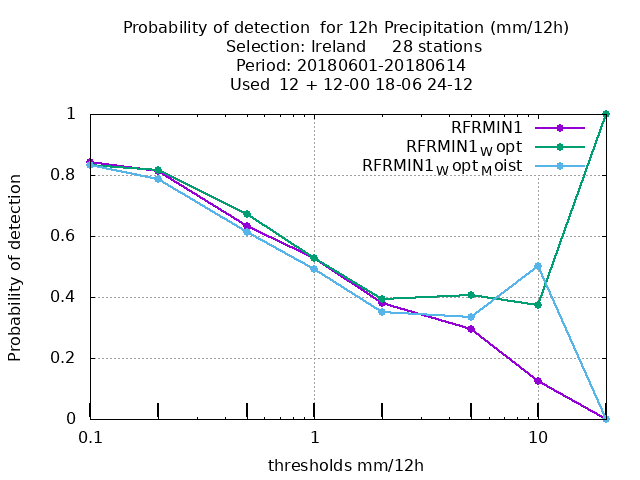 Probability of detection  for 12h Precipitation (mm/12h)
Selection: Ireland     28 stations
Period: 20180601-20180614
Used  12 + 12-00 18-06 24-12
RFRMIN1
RFRMIN1_W opt
RFRMIN1_W opt_M oist
Probability of detection
1
0.8
0.6
0.4
0.2
0
0.1
1
10
thresholds mm/12h